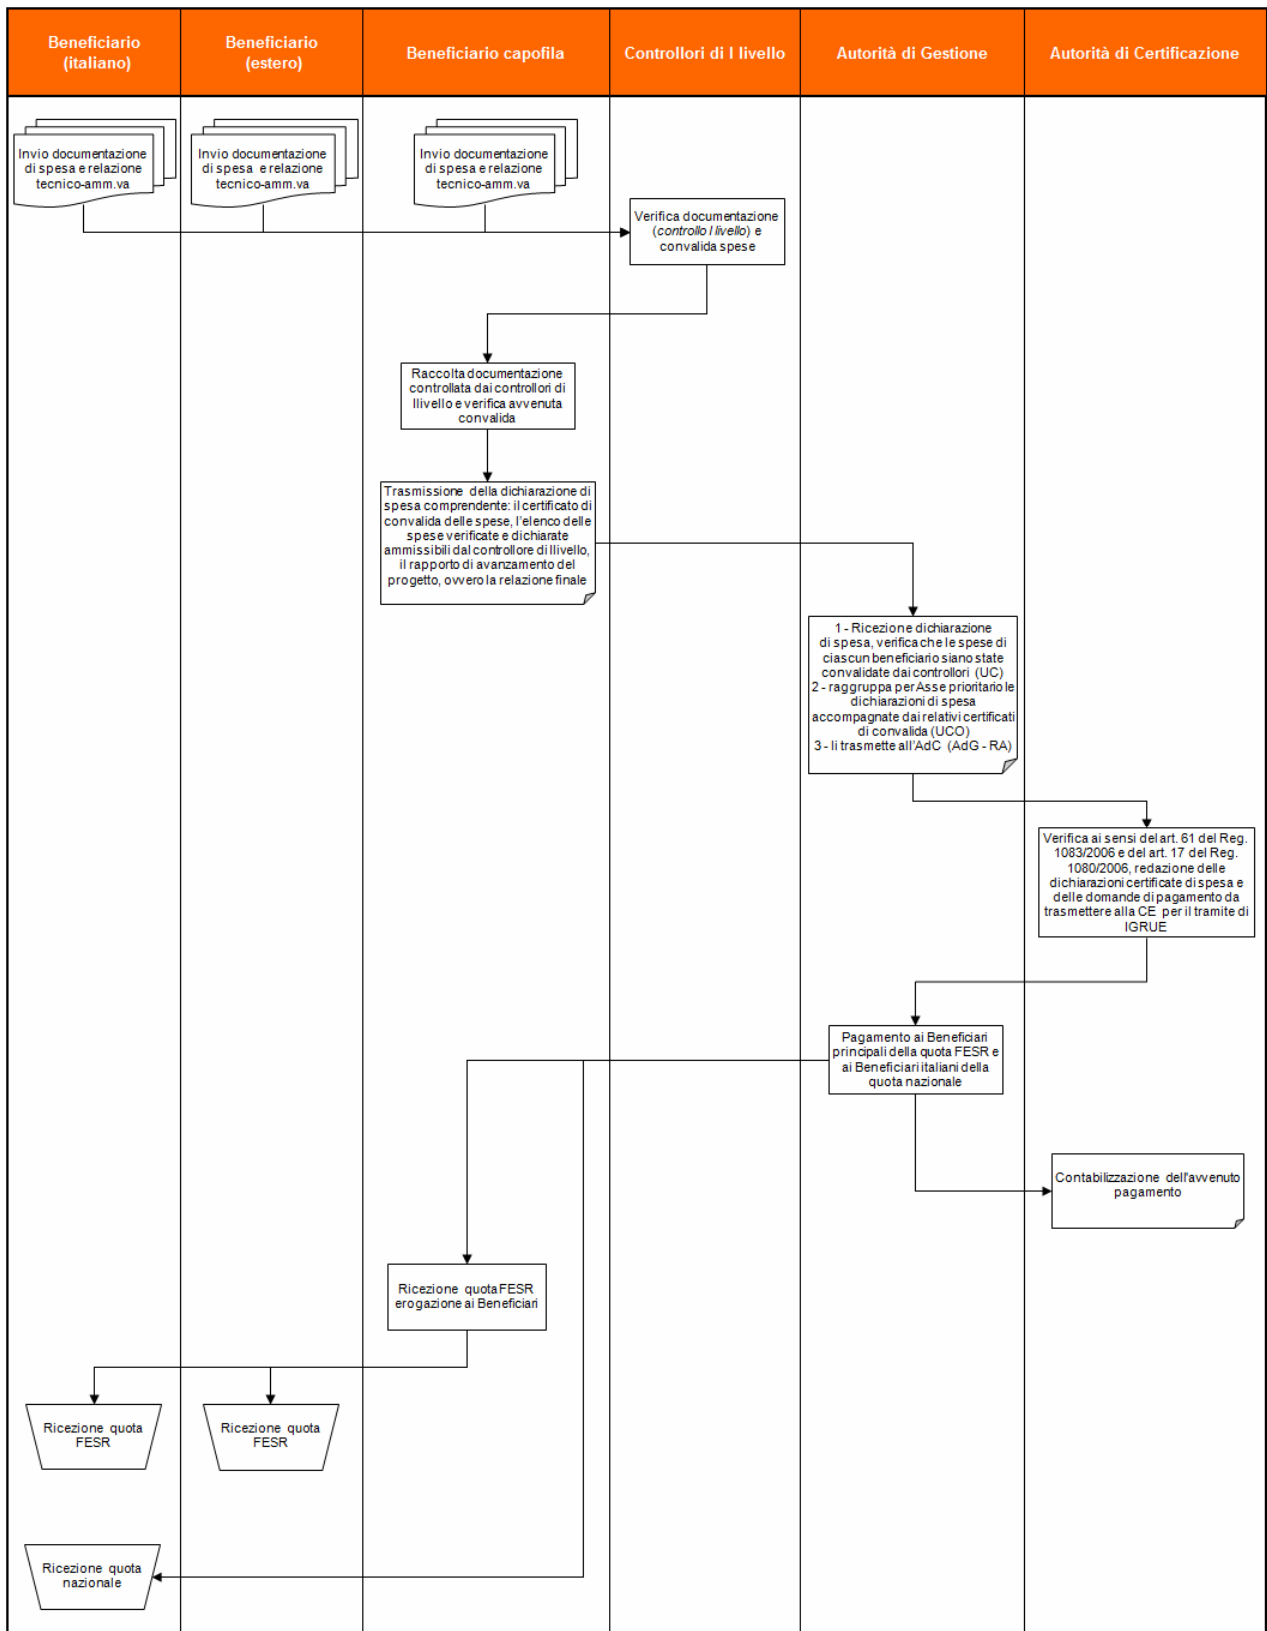 Beneficiario
(italiano)
Beneficiario
(estero)
Beneficiario capofila
Controllori di I livello
Autorità di Gestione
Autorità di Certificazione
Invio documentazione
di spesa e relazione
tecnico-amm.va
Invio documentazione
di spesa e relazione
tecnico-amm.va
Invio documentazione
di spesa e relazione
tecnico-amm.va
Verifica documentazione
(controllo I livello) e
convalida spese
Raccolta documentazione
controllata dai controllori di
I livello e verifica avvenuta
convalida
Trasmissione della dichiarazione di
spesa comprendente: il certificato di
convalida delle spese, l'elenco delle
spese verificate e dichiarate
ammissibili dal controllore di I livello,
il rapporto di avanzamento del
progetto, ovvero la relazione finale
1 - Ricezione dichiarazione
di spesa, verifica che le spese di
ciascun beneficiario siano state
convalidate dai controllori (UC)
2 - raggruppa per Asse prioritario le
dichiarazioni di spesa
accompagnate dai relativi certificati
di convalida (UCO)
3 - li trasmette all'AdC (AdG - RA)
Verifica ai sensi del art. 61 del Reg.
1083/2006 e del art. 17 del Reg.
1080/2006, redazione delle
dichiarazioni certificate di spesa e
delle domande di pagamento da
trasmettere alla CE per il tramite di
IGRUE
Pagamento ai Beneficiari
principali della quota FESR e
ai Beneficiari italiani della
quota nazionale
Contabilizzazione dell'avvenuto
pagamento
Ricezione quota FESR
erogazione ai Beneficiari
Ricezione quota
FESR
Ricezione quota
FESR
Ricezione quota
nazionale